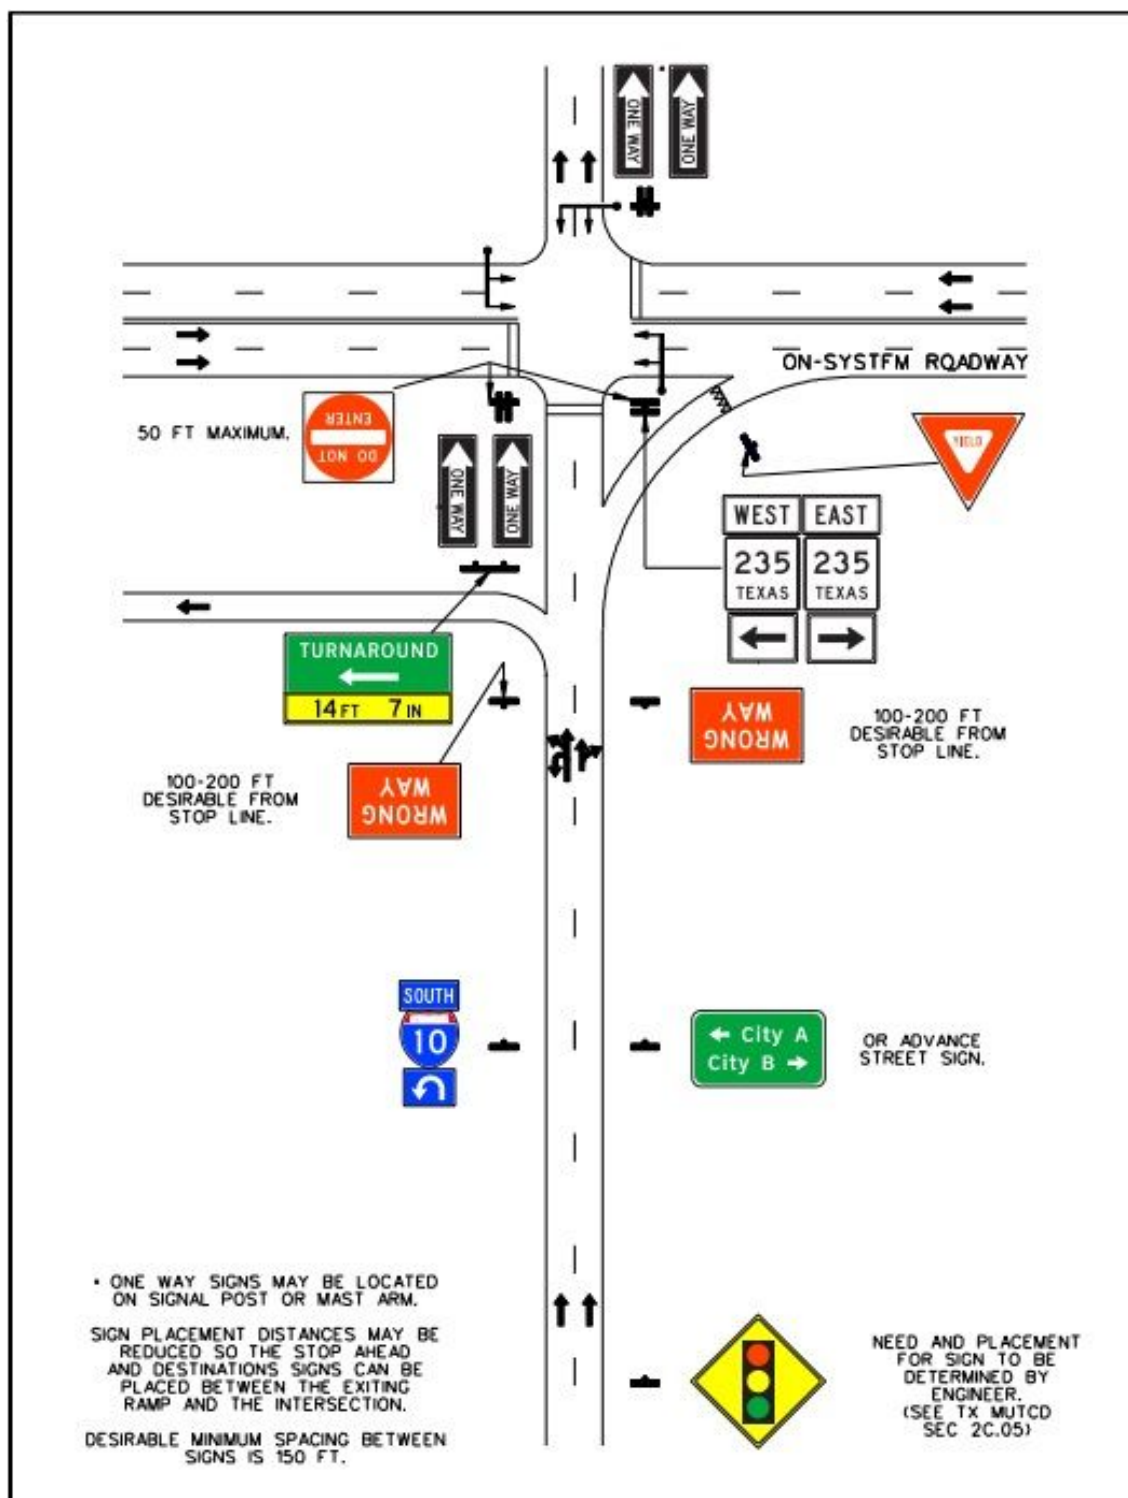 ONE WAY
ONE WAY
ON-SYSTEM ROADWAY
DO NOT
ENTER
50 FT MAXIMUM.
YIELD
ONE WAY
ONE WAY
WEST EAST
235 235
TEXAS TEXAS
TURNAROUND
14 FT 7 IN
WRONG
WAY
100-200 FT
DESIRABLE FROM
STOP LINE.
100-200 FT
DESIRABLE FROM
STOP LINE.
WRONG
WAY
SOUTH
10
City A
City B
OR ADVANCE
STREET SIGN.
• ONE WAY SIGNS MAY BE LOCATED
ON SIGNAL POST OR MAST ARM.
SIGN PLACEMENT DISTANCES MAY BE
REDUCED SO THE STOP AHEAD
AND DESTINATIONS SIGNS CAN BE
PLACED BETWEEN THE EXITING
RAMP AND THE INTERSECTION.
DESIRABLE MINIMUM SPACING BETWEEN
SIGNS IS 150 FT.
NEED AND PLACEMENT
FOR SIGN TO BE
DETERMINED BY
ENGINEER.
(SEE TX MUTCD
SEC 2C.05)